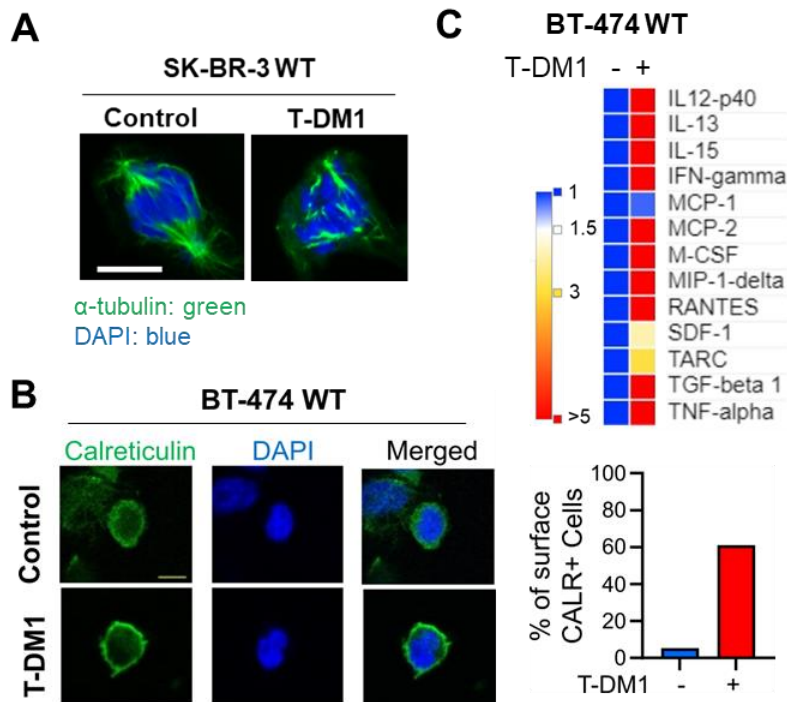 A
SK-BR-3 WT
Control
T-DM1
α-tubulin: green
DAPI: blue
B
BT-474 WT
Calreticulin
DAPI
Merged
Control
T-DM1
C
BT-474 WT
T-DM1 - +
IL12-p40
IL-13
IL-15
IFN-gamma
MCP-1
MCP-2
M-CSF
MIP-1-delta
RANTES
SDF-1
TARC
TGF-beta 1
TNF-alpha
1
1.5
3
>5
% of surface
CALR+ Cells
100
80
60
40
20
0
T-DM1 - +